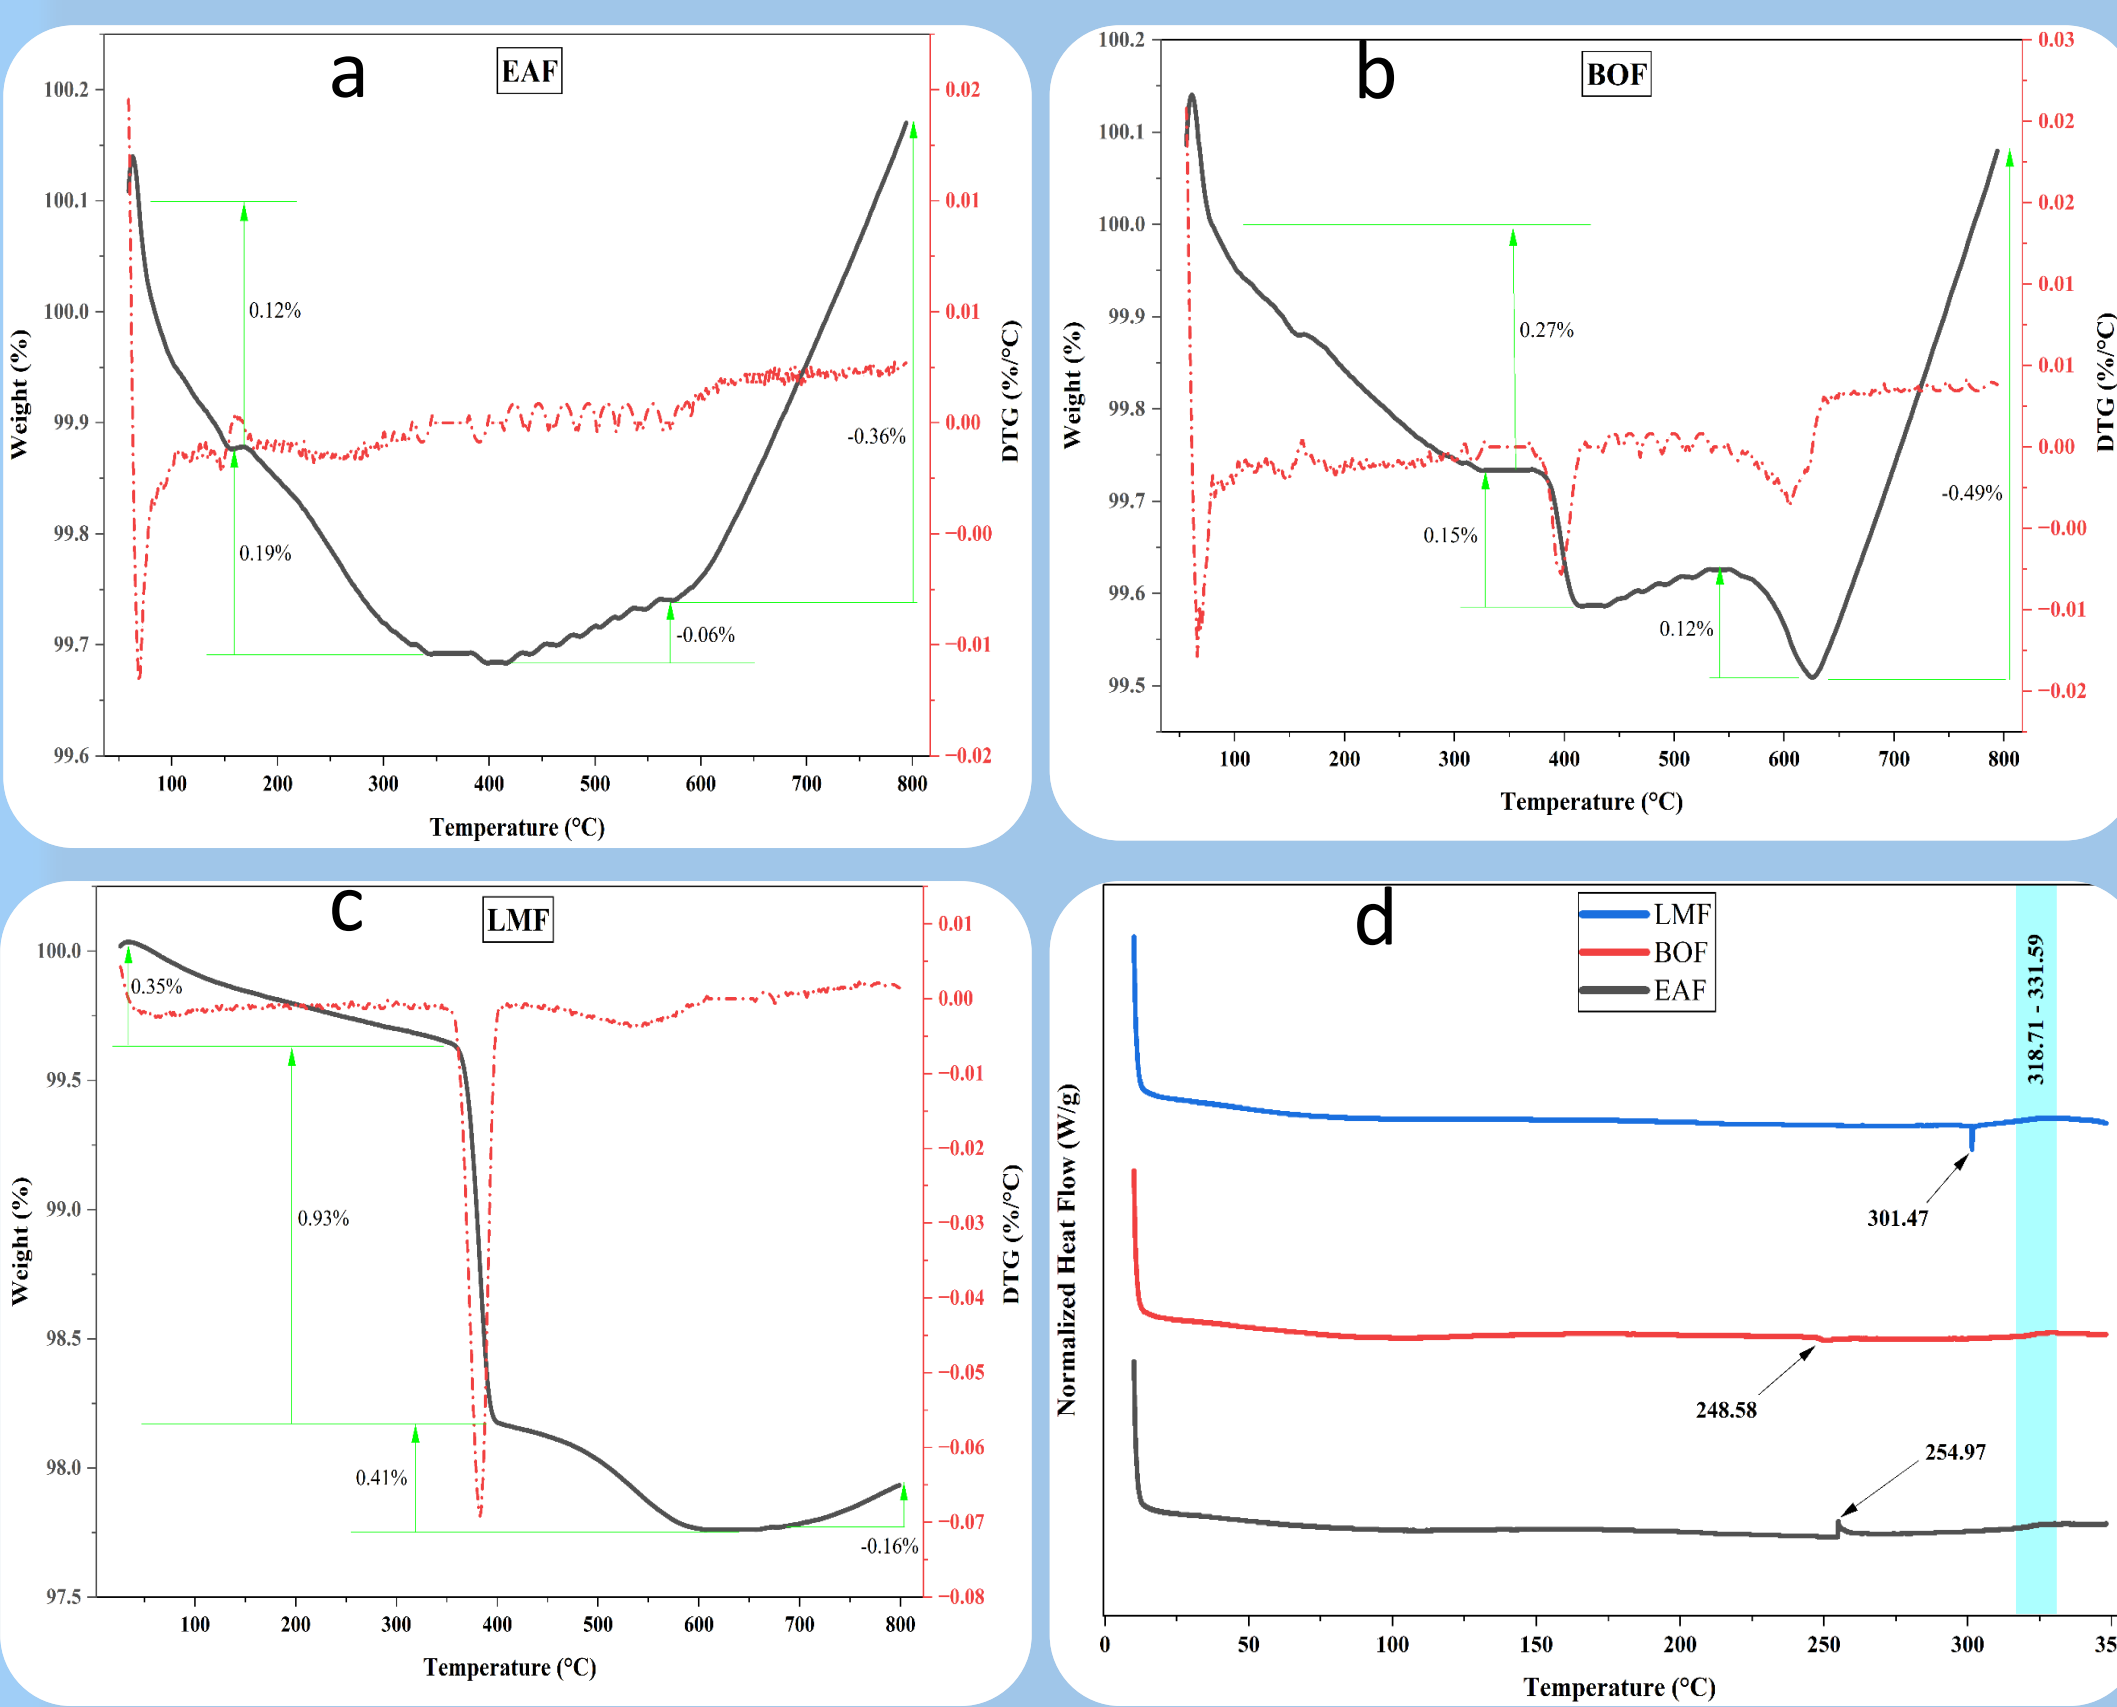 a
EAF
100.2
100.1
100.0
99.9
99.8
99.7
99.6
Weight (%)
0.12%
0.19%
-0.06%
-0.36%
0.02
0.01
0.01
0.00
−0.00
−0.01
−0.02
DTG (%/°C)
100 200 300 400 500 600 700 800
Temperature (°C)
b
BOF
100.2
100.1
100.0
99.9
99.8
99.7
99.6
99.5
Weight (%)
0.27%
0.15%
0.12%
-0.49%
0.03
0.02
0.02
0.01
0.01
0.00
−0.00
−0.01
−0.02
DTG (%/°C)
100 200 300 400 500 600 700 800
Temperature (°C)
c
LMF
100.0
99.5
99.0
98.5
98.0
97.5
Weight (%)
0.35%
0.93%
0.41%
-0.16%
0.01
0.00
−0.01
−0.02
−0.03
−0.04
−0.05
−0.06
−0.07
−0.08
DTG (%/°C)
100 200 300 400 500 600 700 800
Temperature (°C)
d
LMF
BOF
EAF
318.71 - 331.59
Normalized Heat Flow (W/g)
301.47
248.58
254.97
0 50 100 150 200 250 300 35
Temperature (°C)